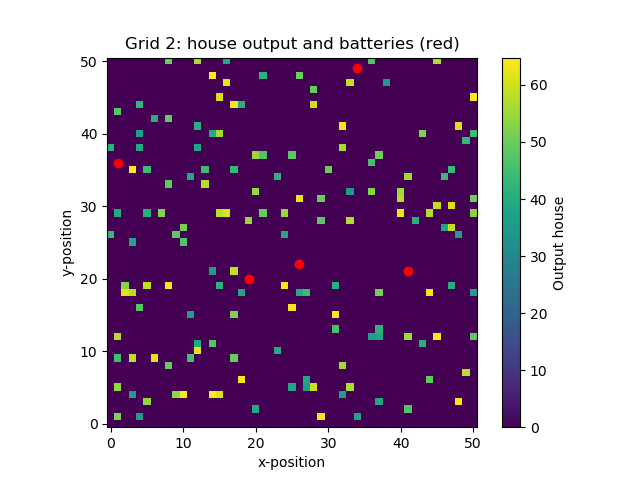 Grid 2: house output and batteries (red)
50
40
30
20
10
0
y-position
0 10 20 30 40 50
x-position
60
50
40
30
20
10
0
Output house